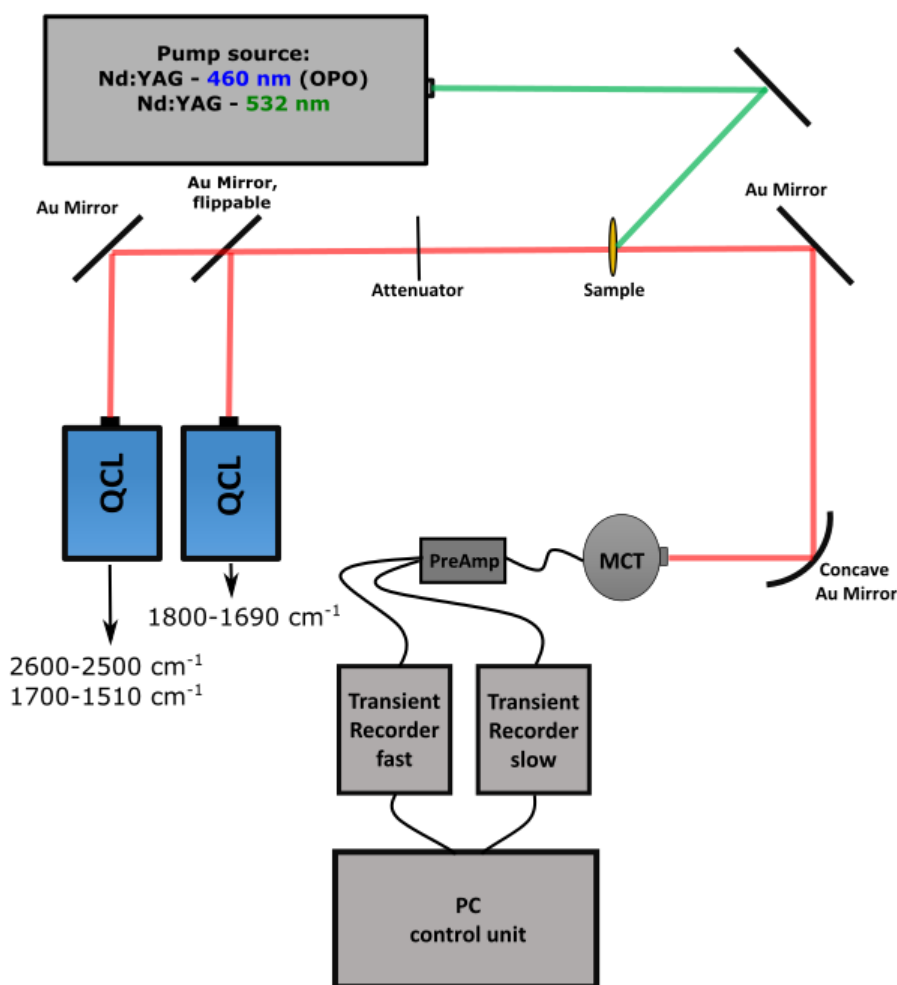 Pump source:
Nd:YAG - 460 nm (OPO)
Nd:YAG - 532 nm
Au Mirror
Au Mirror,
flippable
Au Mirror
Attenuator
Sample
QCL
QCL
PreAmp
MCT
Concave
Au Mirror
1800-1690 cm⁻¹
2600-2500 cm⁻¹
1700-1510 cm⁻¹
Transient
Recorder
fast
Transient
Recorder
slow
PC
control unit